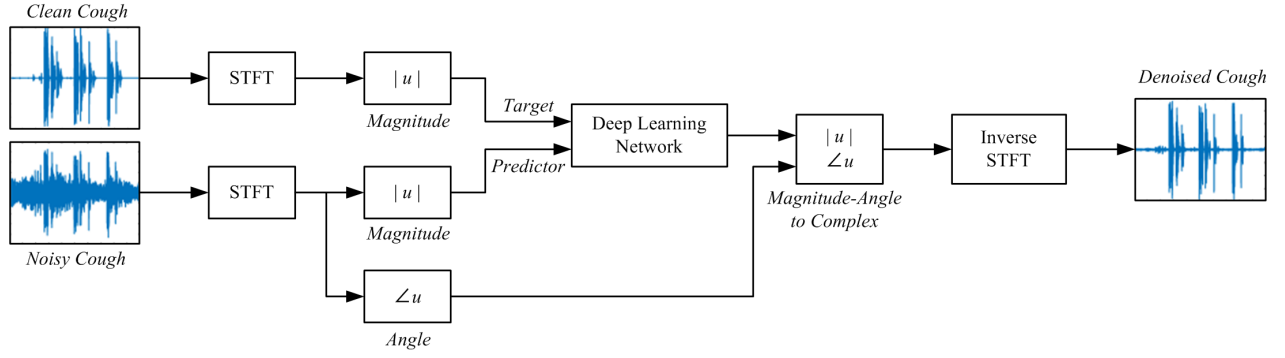 Clean Cough
STFT
| u |
Magnitude
Target
Noisy Cough
STFT
| u |
Magnitude
Predictor
∠u
Angle
Deep Learning
Network
| u |
∠u
Magnitude-Angle
to Complex
Inverse
STFT
Denoised Cough